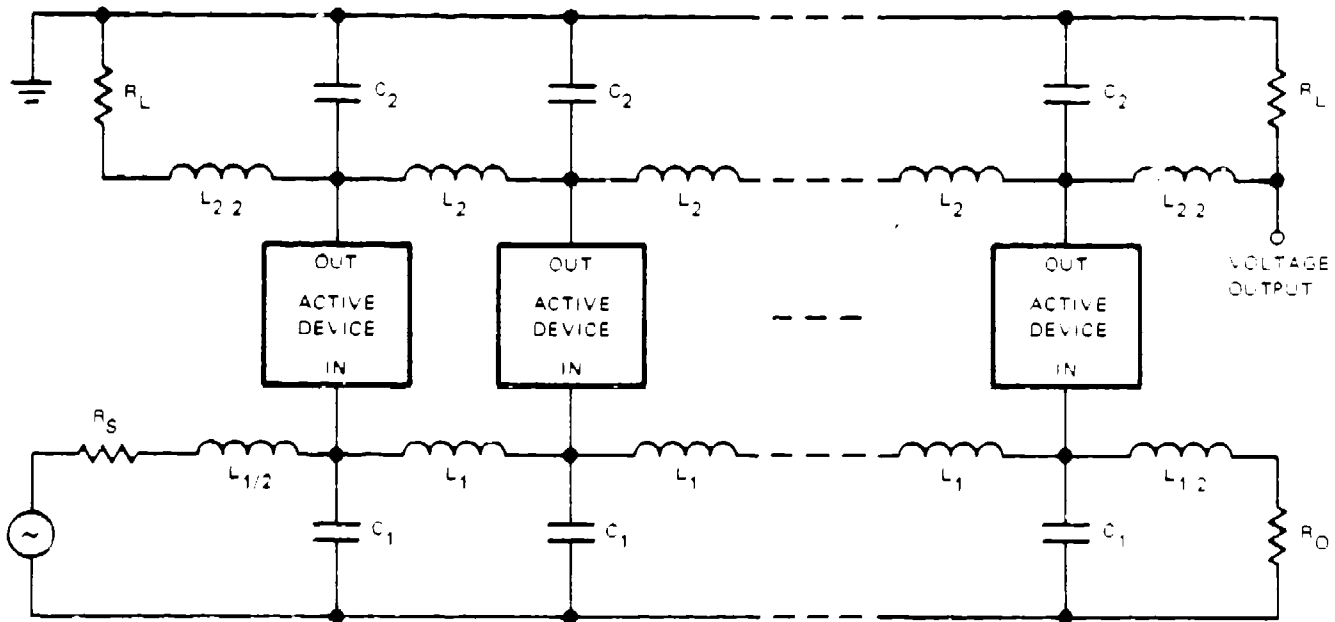 R_L
C_2
C_2
C_2
R_L
L_2 2
L_2
L_2
L_2
L_2 2
OUT
ACTIVE
DEVICE
IN
OUT
ACTIVE
DEVICE
IN
OUT
ACTIVE
DEVICE
IN
VOLTAGE
OUTPUT
R_S
L_1/2
L_1
L_1
L_1
L_1 2
~
C_1
C_1
C_1
R_O